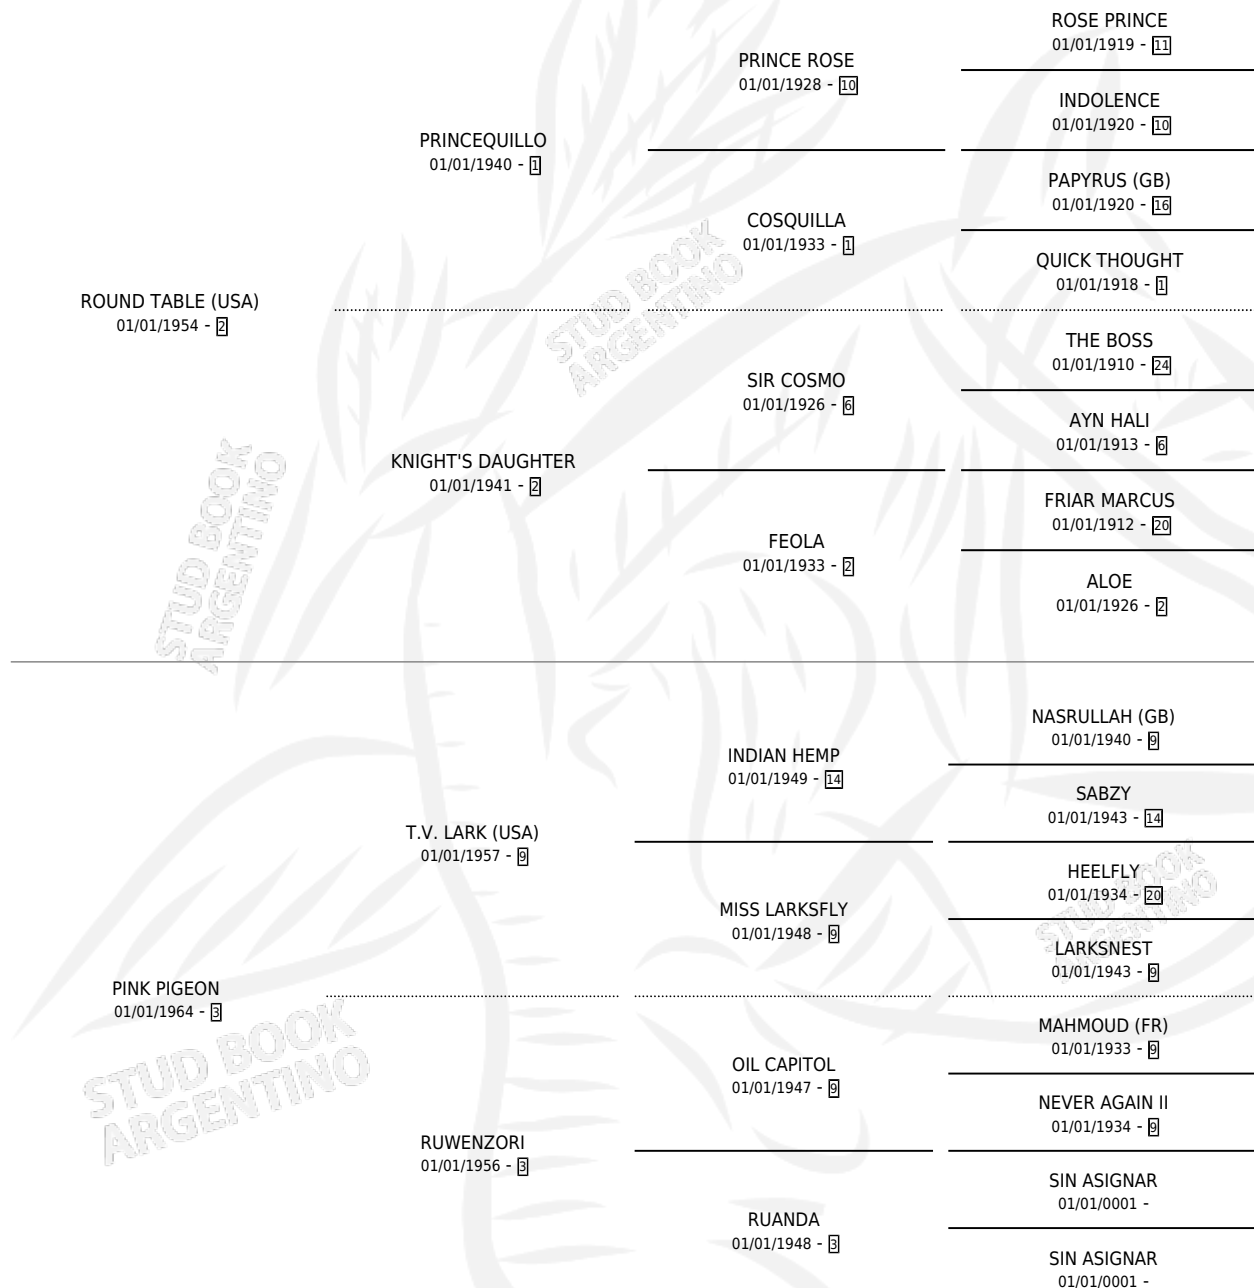 ROSE PRINCE
01/01/1919 - 11
PRINCE ROSE
01/01/1928 - 10
INDOLENCE
01/01/1920 - 10
PRINCEQUILLO
01/01/1940 - 1
PAPYRUS (GB)
01/01/1920 - 16
COSQUILLA
01/01/1933 - 1
QUICK THOUGHT
01/01/1918 - 1
ROUND TABLE (USA)
01/01/1954 - 2
THE BOSS
01/01/1910 - 24
SIR COSMO
01/01/1926 - 6
AYN HALI
01/01/1913 - 6
KNIGHT'S DAUGHTER
01/01/1941 - 2
FRIAR MARCUS
01/01/1912 - 20
FEOLA
01/01/1933 - 2
ALOE
01/01/1926 - 2
STUD BOOK
ARGENTINO
STUD BOOK
ARGENTINO
NASRULLAH (GB)
01/01/1940 - 9
INDIAN HEMP
01/01/1949 - 14
SABZY
01/01/1943 - 14
T.V. LARK (USA)
01/01/1957 - 9
HEELFLY
01/01/1934 - 20
MISS LARKSFLY
01/01/1948 - 9
LARKSNEST
01/01/1943 - 9
PINK PIGEON
01/01/1964 - 3
MAHMOUD (FR)
01/01/1933 - 9
OIL CAPITOL
01/01/1947 - 9
NEVER AGAIN II
01/01/1934 - 9
RUWENZORI
01/01/1956 - 3
SIN ASIGNAR
01/01/0001 -
RUANDA
01/01/1948 - 3
SIN ASIGNAR
01/01/0001 -
STUD BOOK
ARGENTINO
STUD BOOK
ARGENTINO